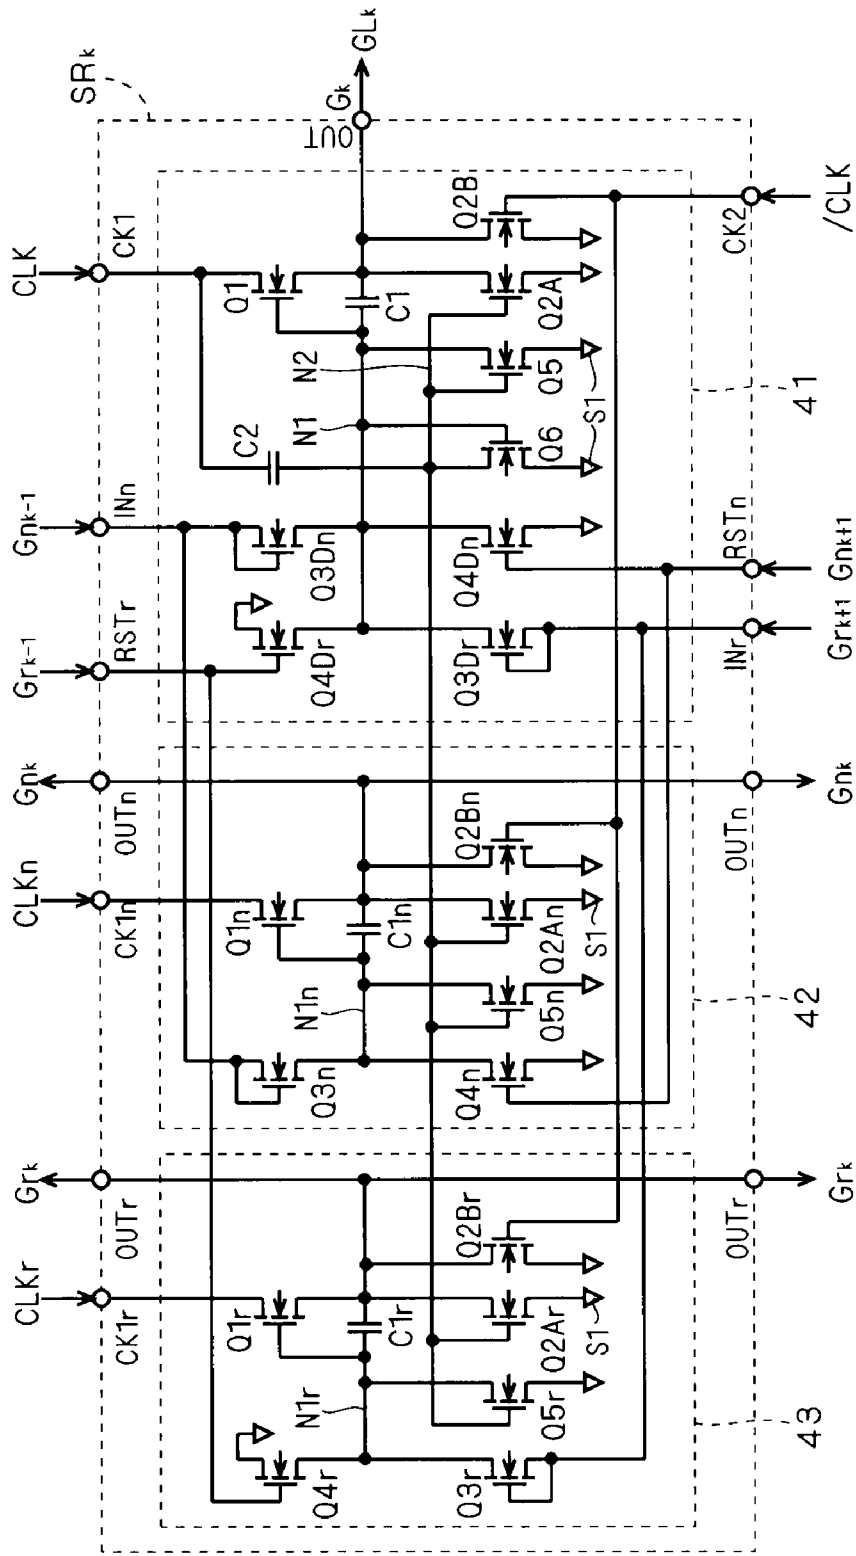 SRk
CLK
CK1
Gnk-1
INn
Grk-1
RSTr
Gnk
OUTn
CLKn
CK1n
Grk
OUTr
CLKr
CK1r
OUT
Gk
GLk
Q1
C1
C2
N1
N2
Q2B
Q2A
Q5
Q6
S1
Q3Dn
Q4Dn
Q4Dr
Q3Dr
41
CK2
/CLK
RSTn
Gnk+1
INr
Grk+1
Q1n
C1n
N1n
Q3n
Q2Bn
Q2An
Q5n
Q4n
S1
42
OUTn
Gnk
Q1r
C1r
N1r
Q4r
Q2Br
Q2Ar
Q5r
Q3r
S1
43
OUTr
Grk